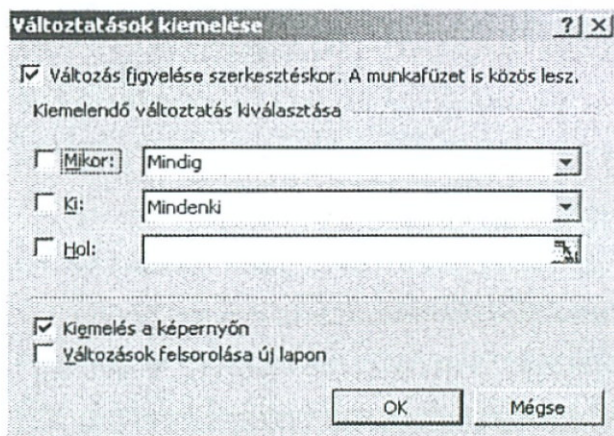 Változtatások kiemelése
Változás figyelése szerkesztéskor. A munkafüzet is közös lesz.
Kiemelendő változtatás kiválasztása
Mikor: Mindig
Ki: Mindenki
Hol:
Kiemelés a képernyőn
Változások felsorolása új lapon
OK Mégse